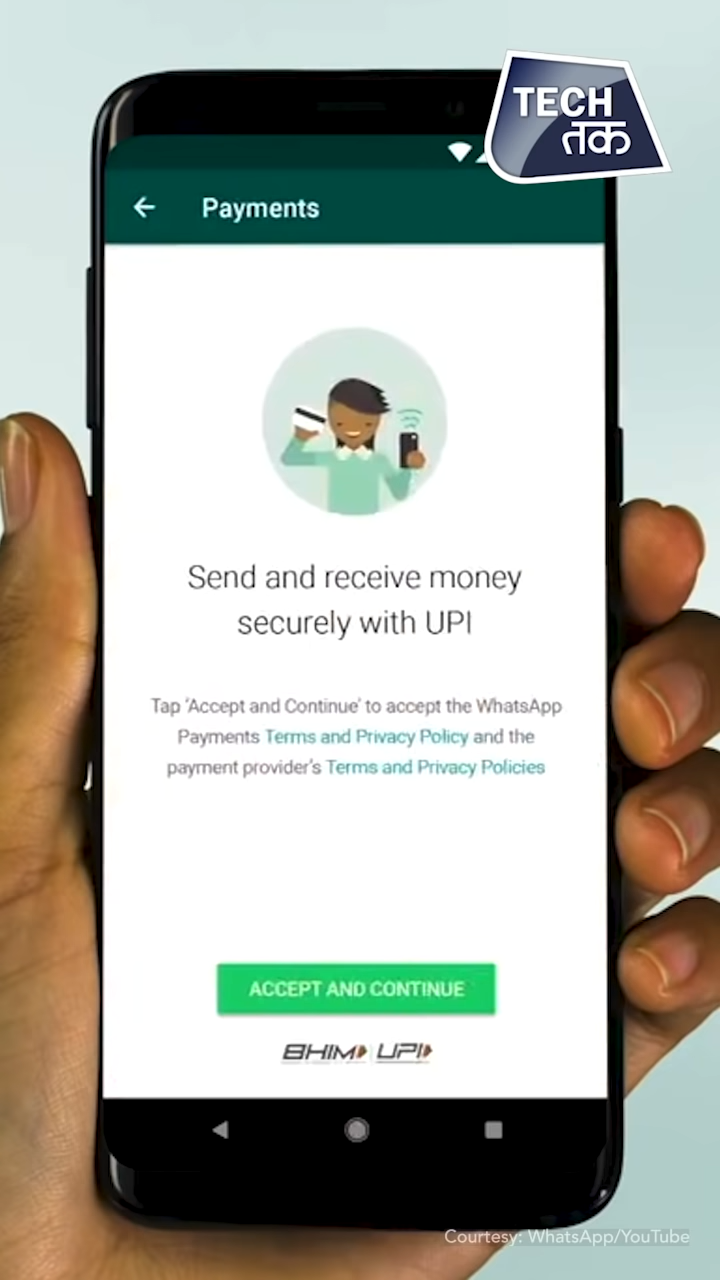 TECH
तक
Payments
Send and receive money
securely with UPI
Tap 'Accept and Continue' to accept the WhatsApp
Payments Terms and Privacy Policy and the
payment provider's Terms and Privacy Policies
ACCEPT AND CONTINUE
BHIM UPI
Courtesy: WhatsApp/YouTube